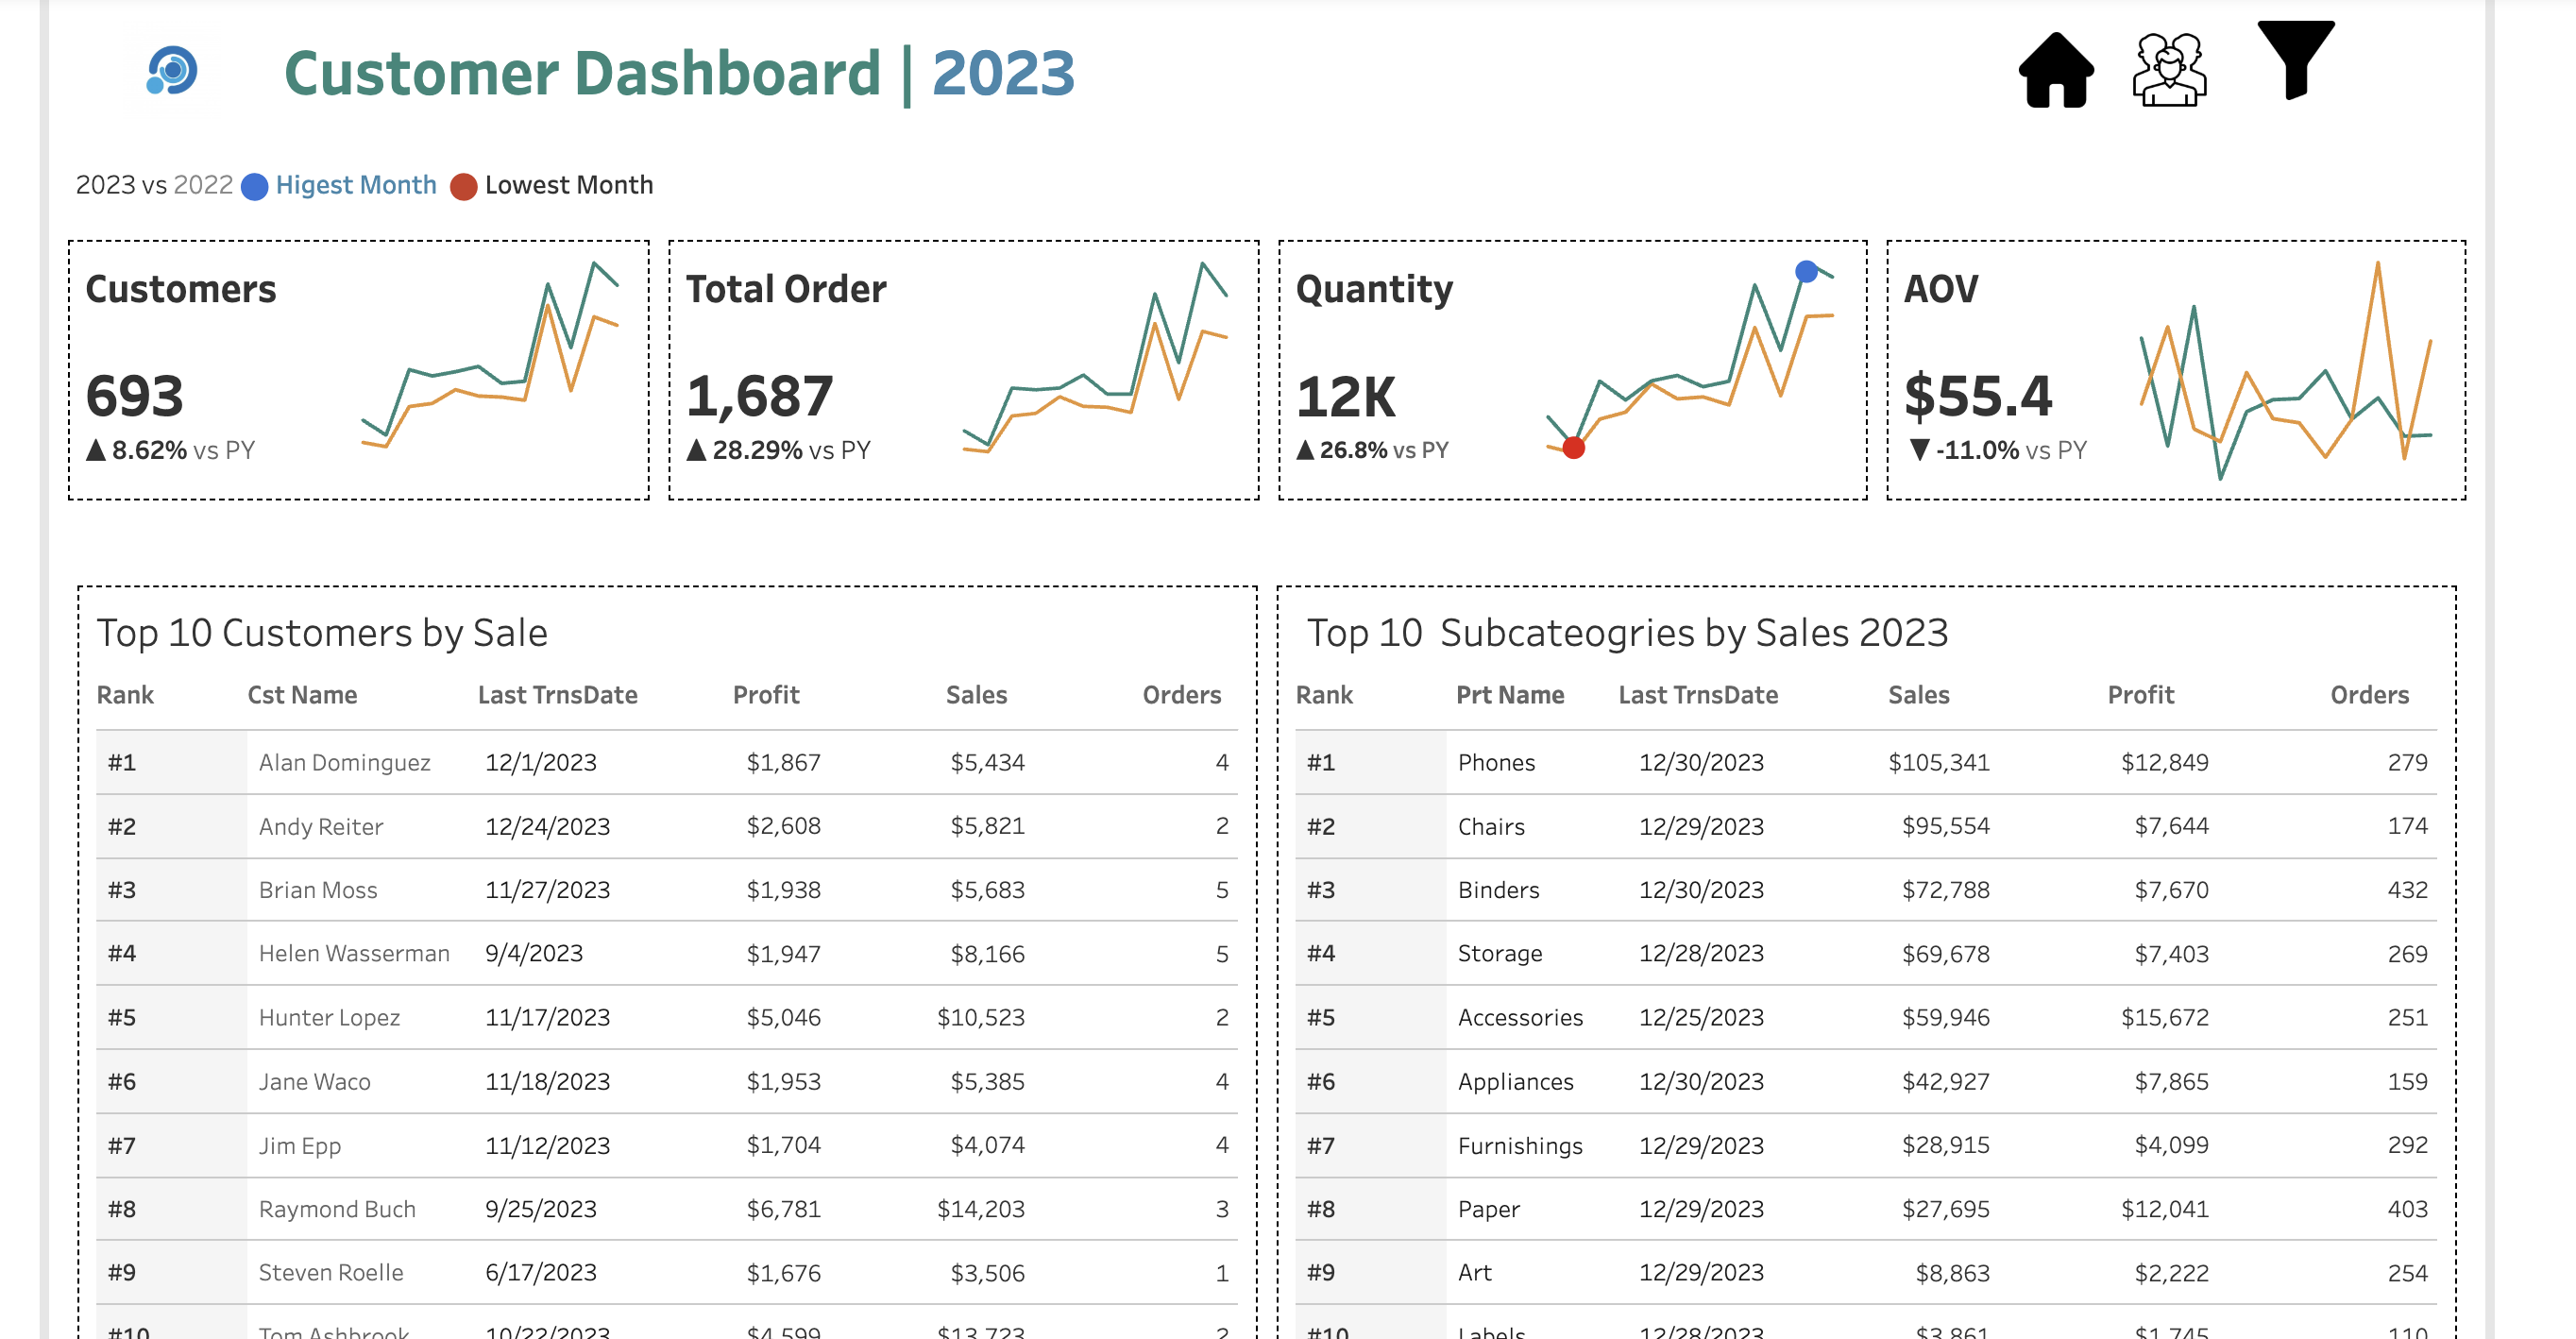 Customer Dashboard | 2023
2023 vs 2022 Higest Month Lowest Month
Customers
693
▲ 8.62% vs PY
Total Order
1,687
▲ 28.29% vs PY
Quantity
12K
▲ 26.8% vs PY
AOV
$55.4
▼ -11.0% vs PY
Top 10 Customers by Sale
Rank Cst Name Last TrnsDate Profit Sales Orders
#1 Alan Dominguez 12/1/2023 $1,867 $5,434 4
#2 Andy Reiter 12/24/2023 $2,608 $5,821 2
#3 Brian Moss 11/27/2023 $1,938 $5,683 5
#4 Helen Wasserman 9/4/2023 $1,947 $8,166 5
#5 Hunter Lopez 11/17/2023 $5,046 $10,523 2
#6 Jane Waco 11/18/2023 $1,953 $5,385 4
#7 Jim Epp 11/12/2023 $1,704 $4,074 4
#8 Raymond Buch 9/25/2023 $6,781 $14,203 3
#9 Steven Roelle 6/17/2023 $1,676 $3,506 1
#10 Tom Ashbrook 10/22/2023 $4,599 $13,723 2
Top 10 Subcateogries by Sales 2023
Rank Prt Name Last TrnsDate Sales Profit Orders
#1 Phones 12/30/2023 $105,341 $12,849 279
#2 Chairs 12/29/2023 $95,554 $7,644 174
#3 Binders 12/30/2023 $72,788 $7,670 432
#4 Storage 12/28/2023 $69,678 $7,403 269
#5 Accessories 12/25/2023 $59,946 $15,672 251
#6 Appliances 12/30/2023 $42,927 $7,865 159
#7 Furnishings 12/29/2023 $28,915 $4,099 292
#8 Paper 12/29/2023 $27,695 $12,041 403
#9 Art 12/29/2023 $8,863 $2,222 254
#10 Labels 12/28/2023 $3,861 $1,745 110